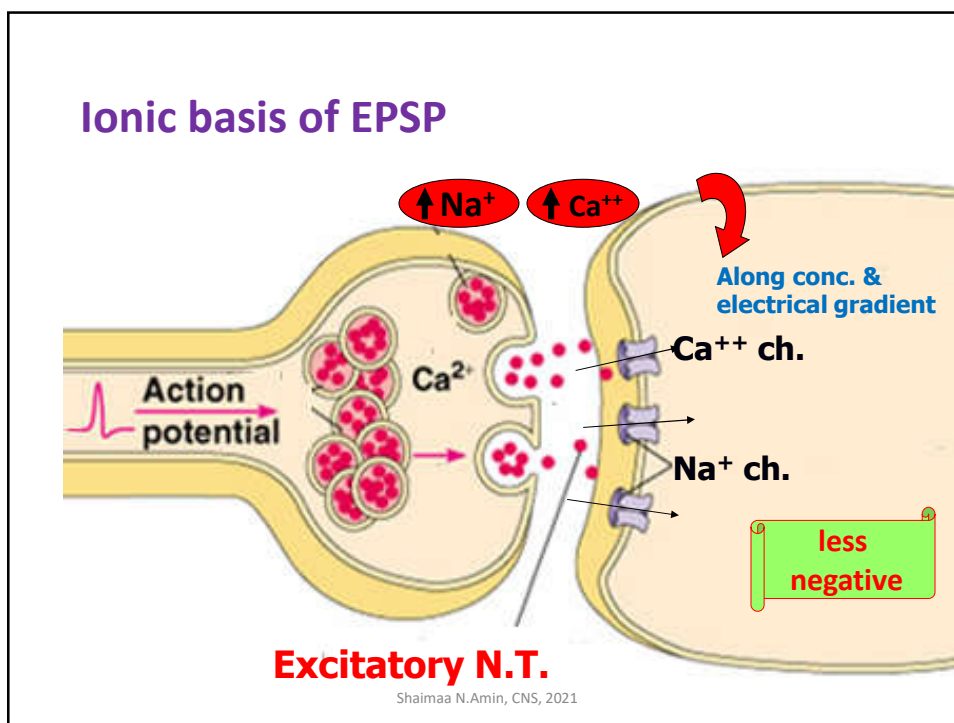 Ionic basis of EPSP
⬆Na⁺ ⬆Ca⁺⁺
Along conc. &
electrical gradient
Ca⁺⁺ ch.
Ca²⁺
Action
potential
Na⁺ ch.
less
negative
Excitatory N.T.
Shaimaa N.Amin, CNS, 2021